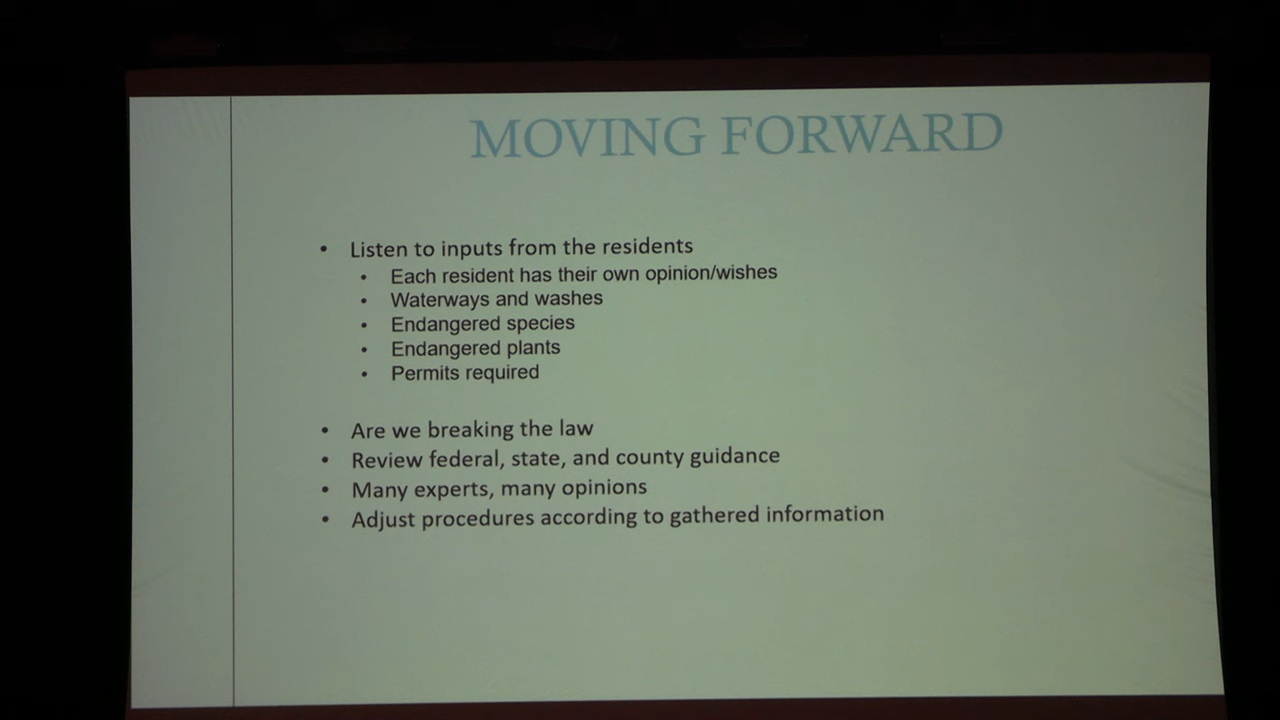 MOVING FORWARD
• Listen to inputs from the residents
• Each resident has their own opinion/wishes
• Waterways and washes
• Endangered species
• Endangered plants
• Permits required
• Are we breaking the law
• Review federal, state, and county guidance
• Many experts, many opinions
• Adjust procedures according to gathered information